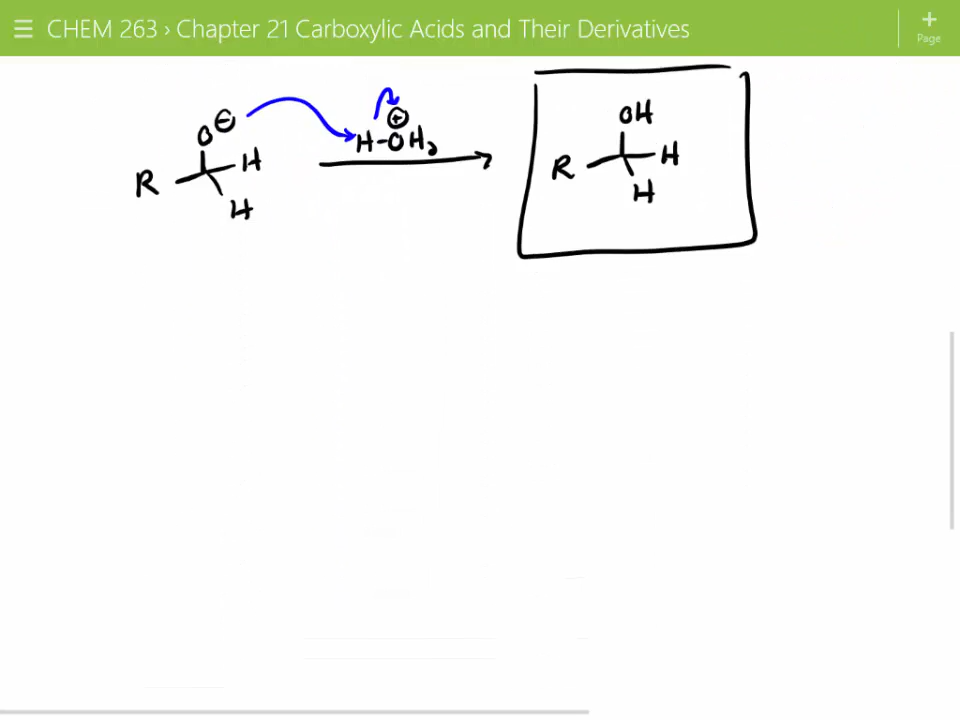 ☰ CHEM 263 › Chapter 21 Carboxylic Acids and Their Derivatives
+
Page
O⊖
R
H
H
⊕
H-OH₂
OH
R
H
H